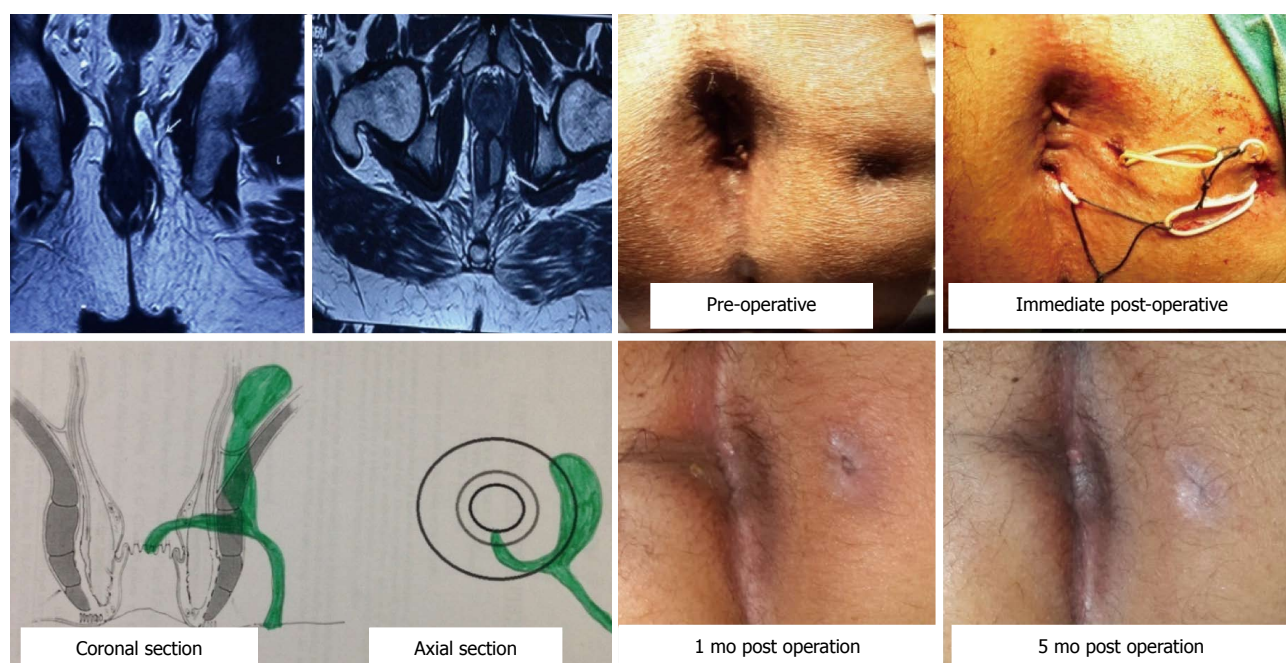 A
L
Pre-operative
Immediate post-operative
Coronal section
Axial section
1 mo post operation
5 mo post operation